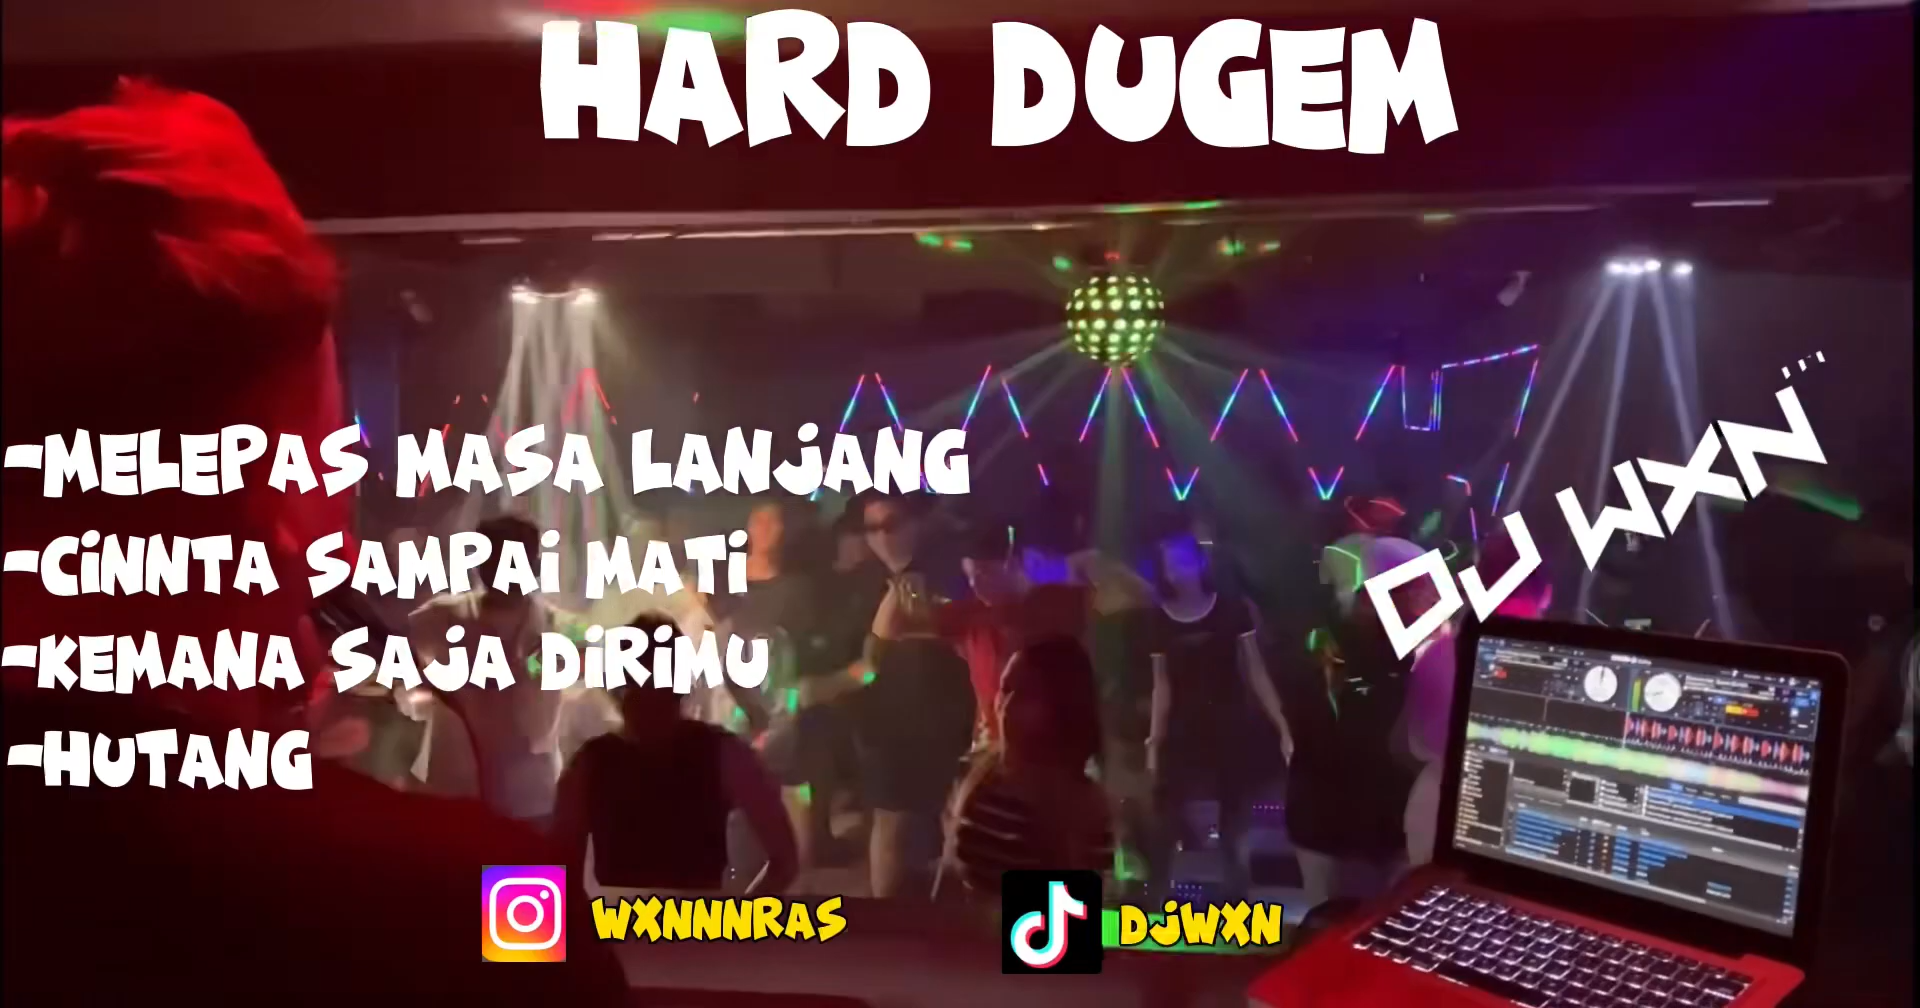 HARD DUGEM
-MELEPAS MASA LANJANG
-CINNTA SAMPAI MATI
-KEMANA SAJA DIRIMU
-HUTANG
DJ WXN
WXNNNRAS
DJWXN